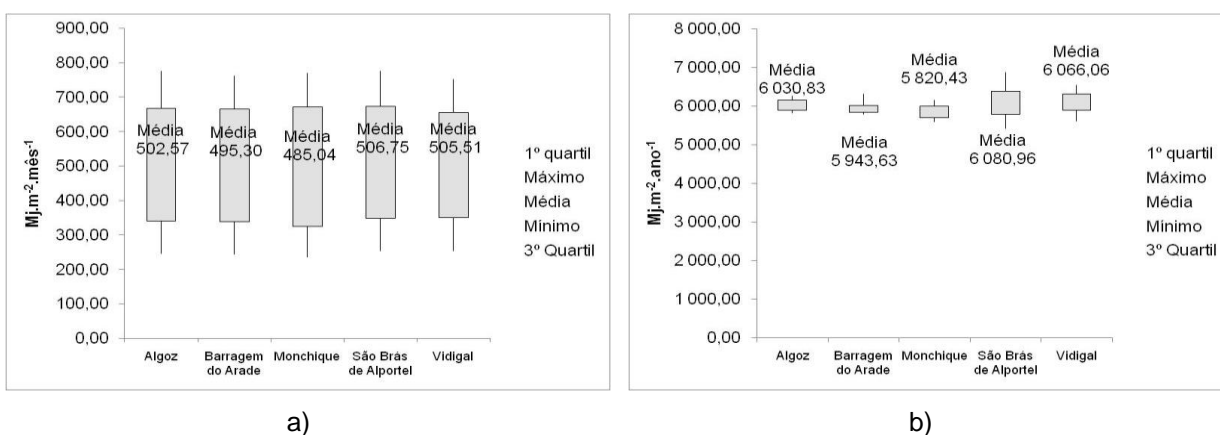 900,00
800,00
700,00
600,00
500,00
400,00
300,00
200,00
100,00
0,00
Mj.m⁻².mês⁻¹
Média
502,57
Média
495,30
Média
485,04
Média
506,75
Média
505,51
Algoz
Barragem
do Arade
Monchique
São Brás
de Alportel
Vidigal
1º quartil
Máximo
Média
Mínimo
3º Quartil
a)
8 000,00
7 000,00
6 000,00
5 000,00
4 000,00
3 000,00
2 000,00
1 000,00
0,00
Mj.m⁻².ano⁻¹
Média
6 030,83
Média
5 943,63
Média
5 820,43
Média
6 080,96
Média
6 066,06
Algoz
Barragem
do Arade
Monchique
São Brás
de Alportel
Vidigal
1º quartil
Máximo
Média
Mínimo
3º Quartil
b)